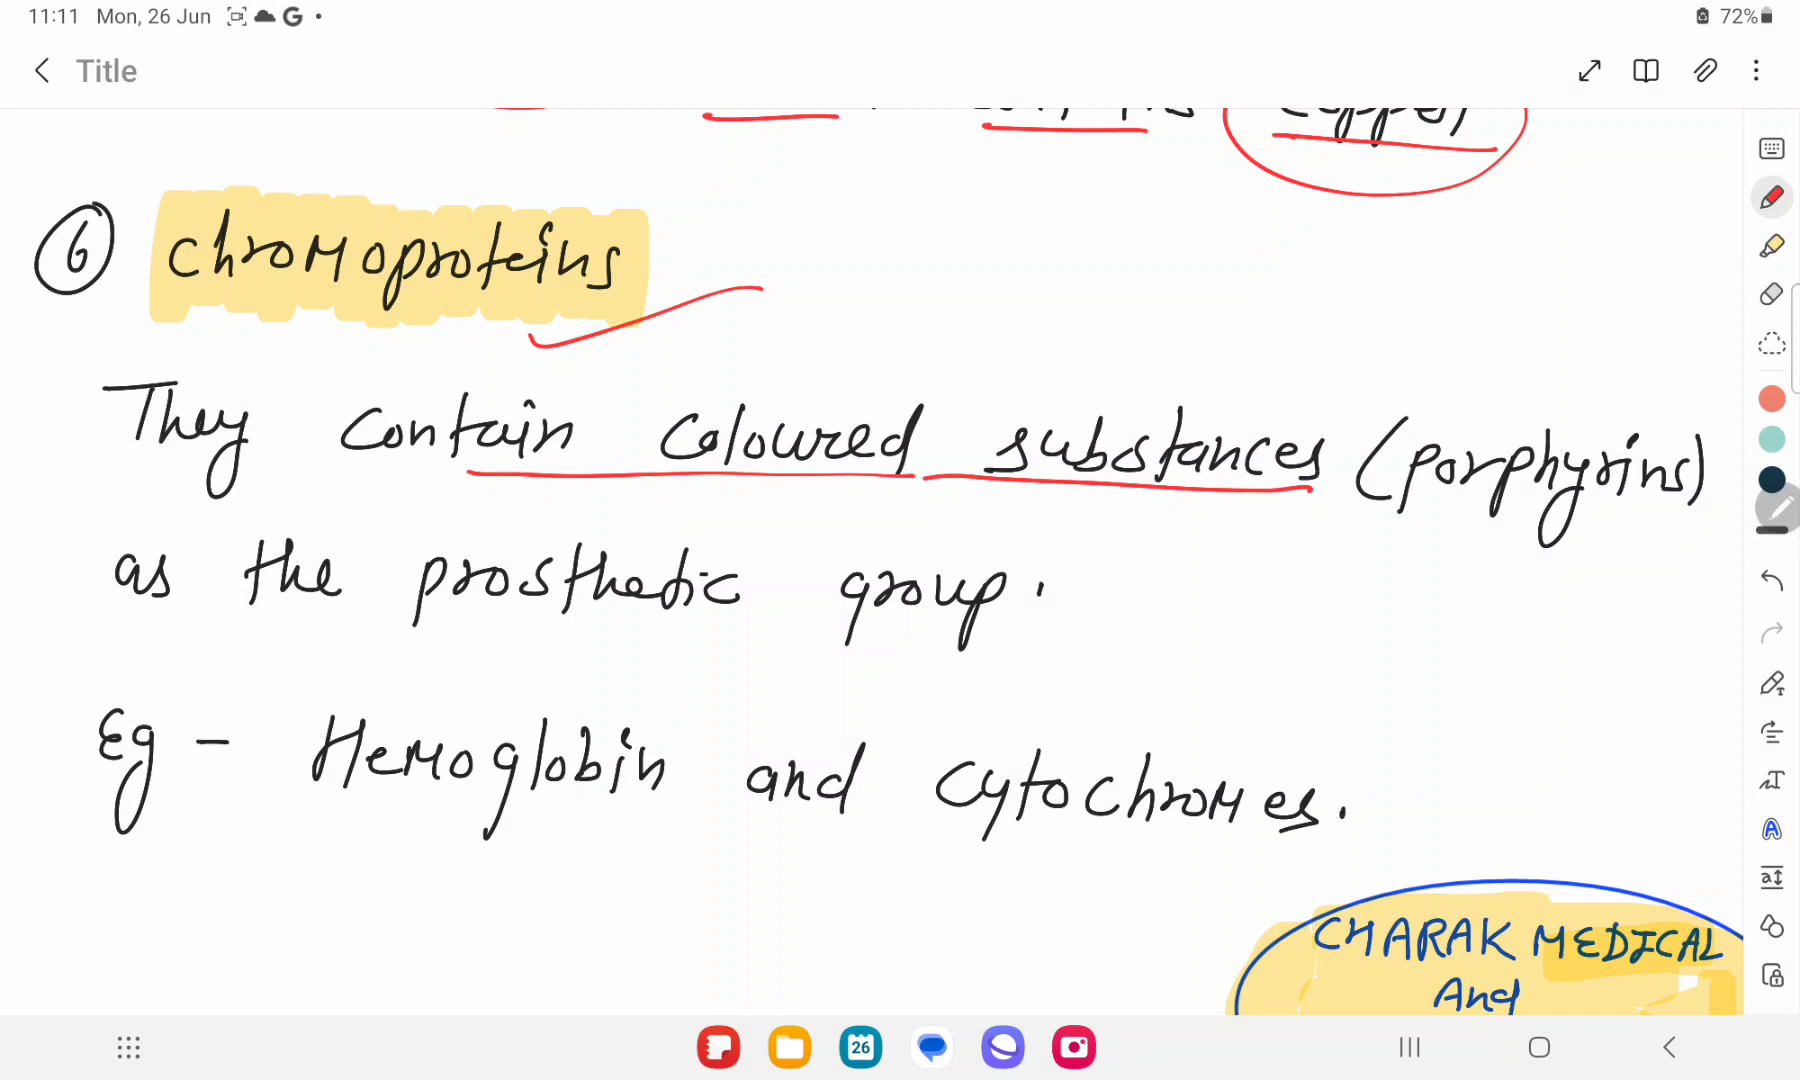 11:11 Mon, 26 Jun
72%
Title
⑥ Chromoproteins
They contain coloured substances (porphyrins)
as the prosthetic group.
Eg - Hemoglobin and Cytochromes.
CHARAK MEDICAL
And
26